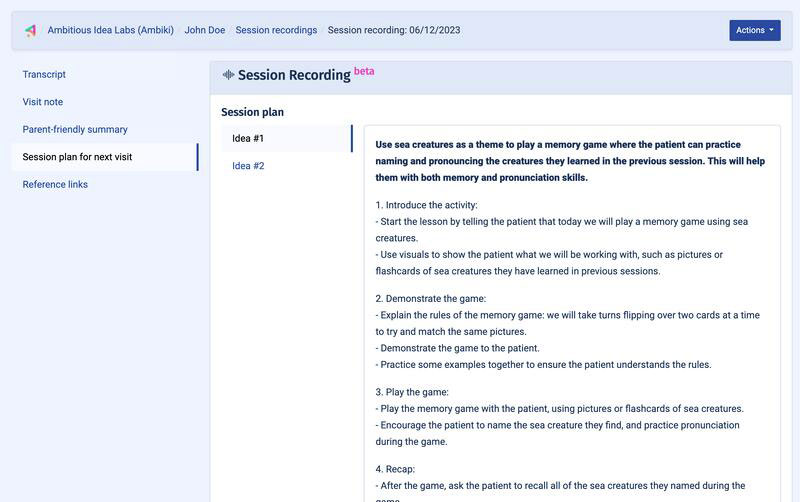 Ambitious Idea Labs (Ambiki) / John Doe / Session recordings / Session recording: 06/12/2023
Actions
Transcript
Visit note
Parent-friendly summary
Session plan for next visit
Reference links
Session Recording beta
Session plan
Idea #1
Idea #2
Use sea creatures as a theme to play a memory game where the patient can practice
naming and pronouncing the creatures they learned in the previous session. This will help
them with both memory and pronunciation skills.
1. Introduce the activity:
- Start the lesson by telling the patient that today we will play a memory game using sea
creatures.
- Use visuals to show the patient what we will be working with, such as pictures or
flashcards of sea creatures they have learned in previous sessions.
2. Demonstrate the game:
- Explain the rules of the memory game: we will take turns flipping over two cards at a time
to try and match the same pictures.
- Demonstrate the game to the patient.
- Practice some examples together to ensure the patient understands the rules.
3. Play the game:
- Play the memory game with the patient, using pictures or flashcards of sea creatures.
- Encourage the patient to name the sea creature they find, and practice pronunciation
during the game.
4. Recap:
- After the game, ask the patient to recall all of the sea creatures they named during the
game.